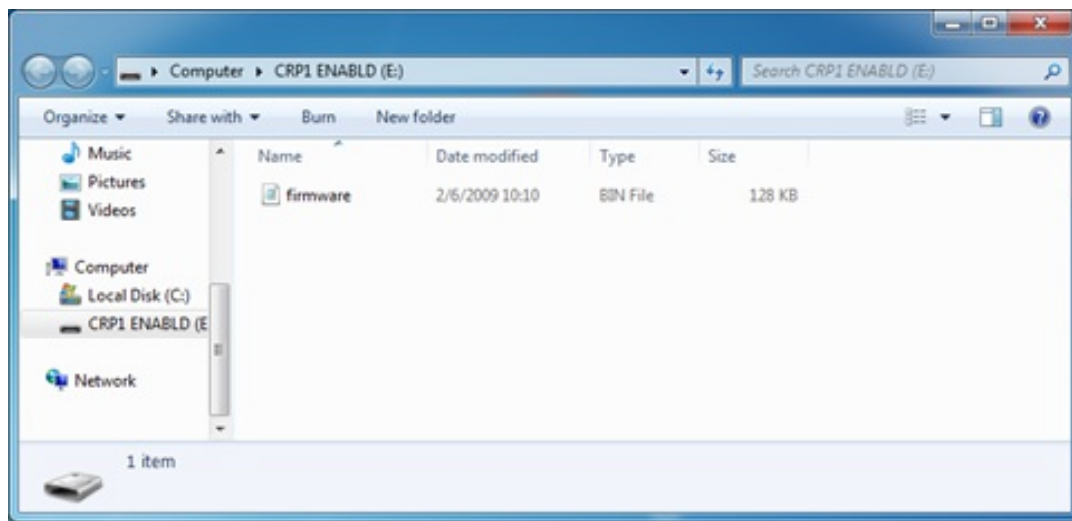 Computer ▸ CRP1 ENABLD (E:)
Search CRP1 ENABLD (E:)
Organize Share with Burn New folder
Music
Pictures
Videos
Computer
Local Disk (C:)
CRP1 ENABLD (E
Network
Name Date modified Type Size
firmware 2/6/2009 10:10 BIN File 128 KB
1 item